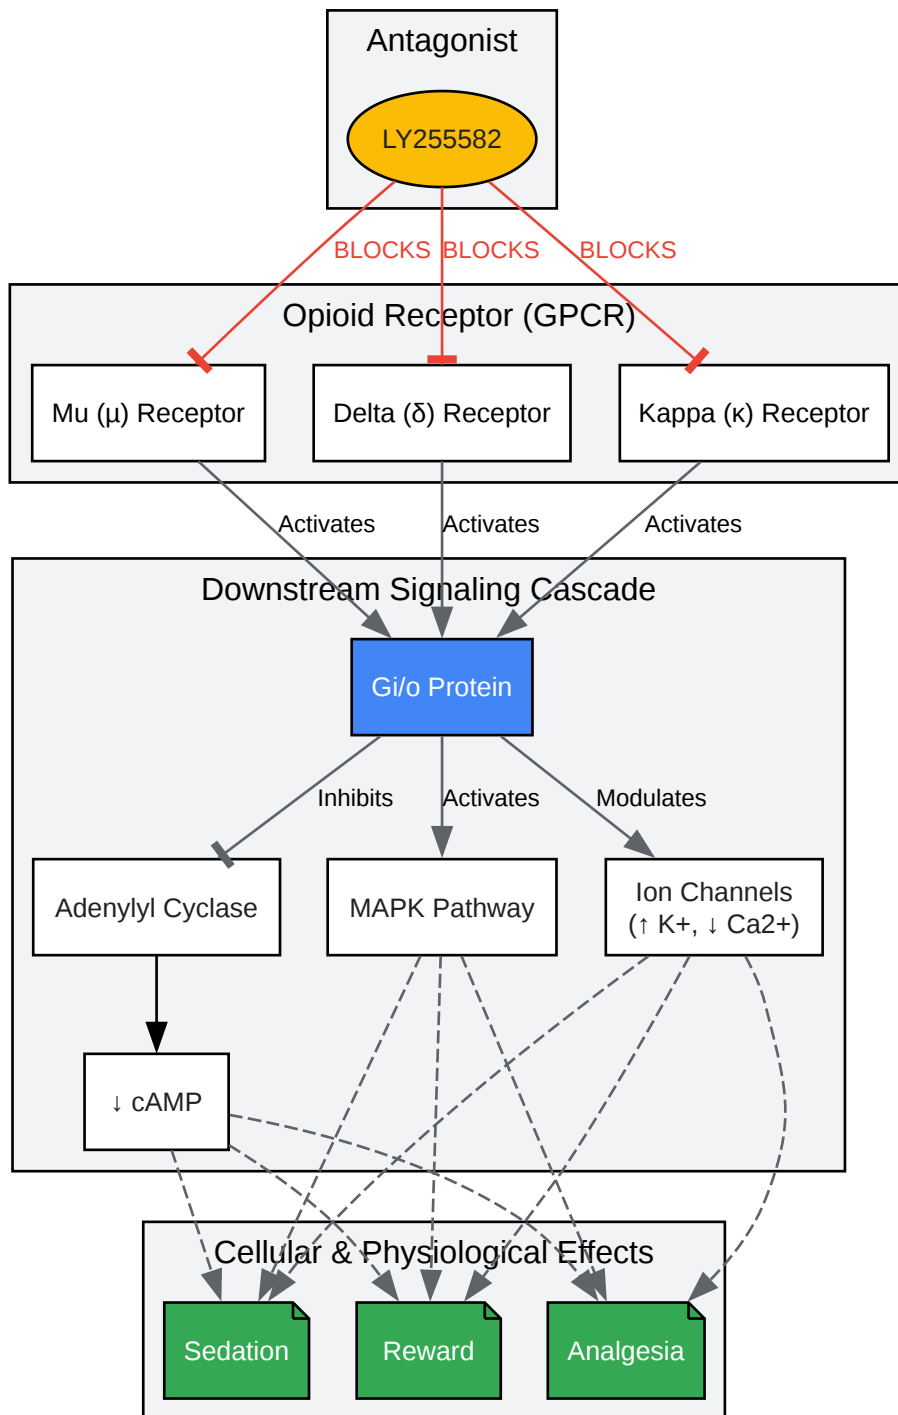 Antagonist
LY255582
BLOCKS
BLOCKS
BLOCKS
Opioid Receptor (GPCR)
Mu (μ) Receptor
Delta (δ) Receptor
Kappa (κ) Receptor
Activates
Activates
Activates
Downstream Signaling Cascade
Gi/o Protein
Inhibits
Activates
Modulates
Adenylyl Cyclase
MAPK Pathway
Ion Channels
(↑ K+, ↓ Ca2+)
↓ cAMP
Cellular & Physiological Effects
Sedation
Reward
Analgesia